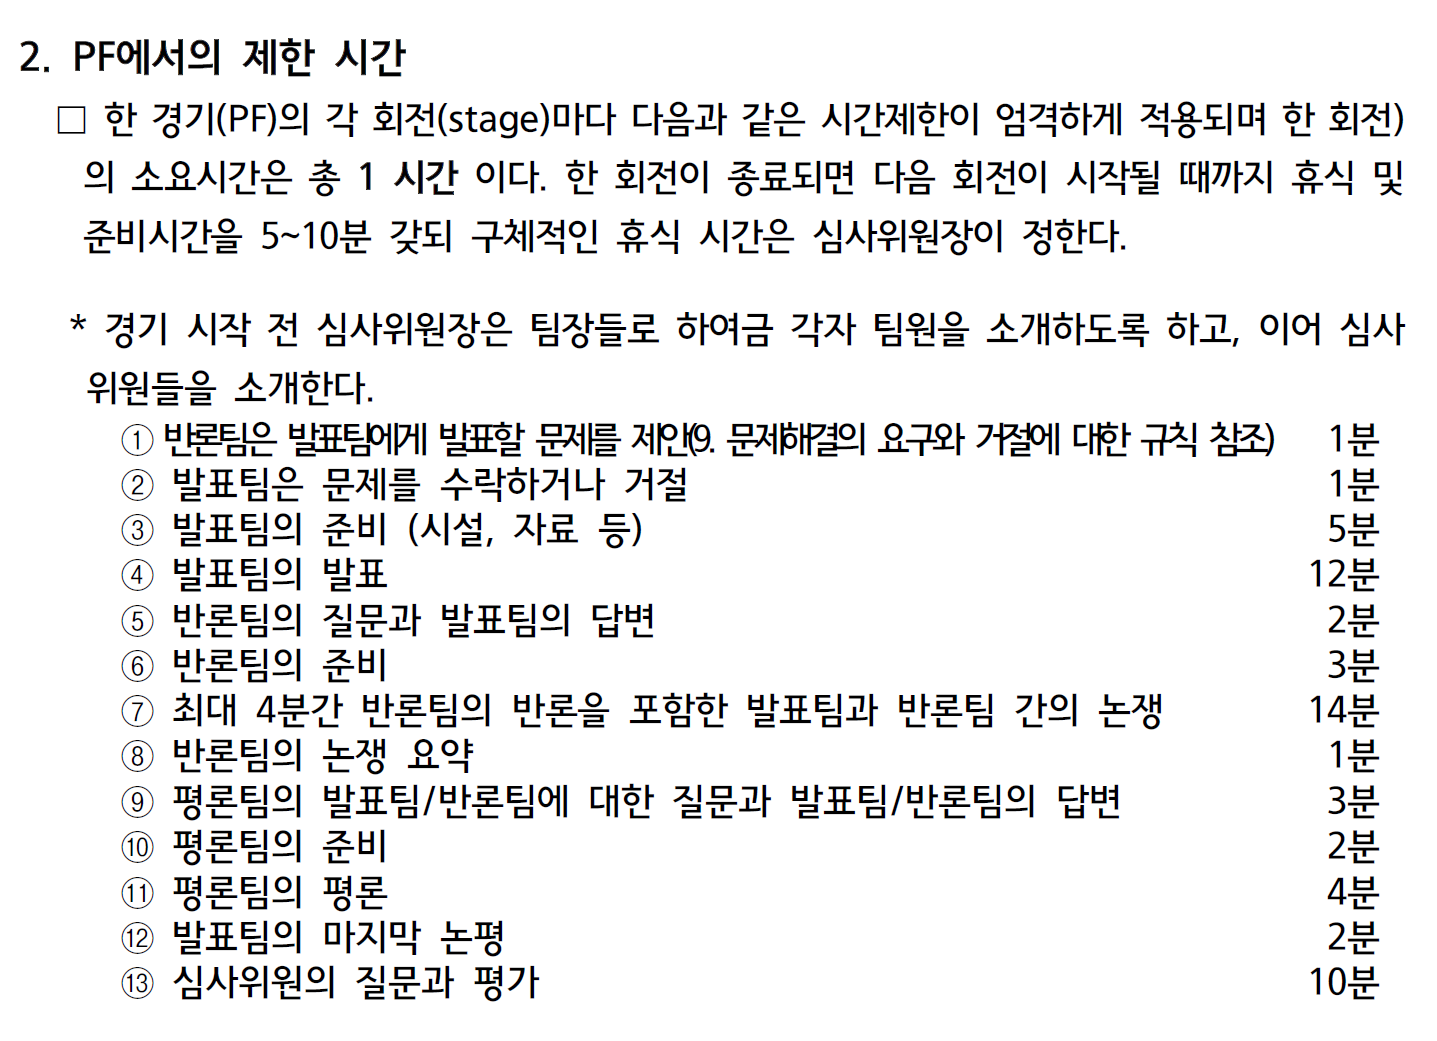 2. PF에서의 제한 시간
□ 한 경기(PF)의 각 회전(stage)마다 다음과 같은 시간제한이 엄격하게 적용되며 한 회전)
의 소요시간은 총 1 시간 이다. 한 회전이 종료되면 다음 회전이 시작될 때까지 휴식 및
준비시간을 5~10분 갖되 구체적인 휴식 시간은 심사위원장이 정한다.
* 경기 시작 전 심사위원장은 팀장들로 하여금 각자 팀원을 소개하도록 하고, 이어 심사
위원들을 소개한다.
① 반론팀은 발표팀에게 발표할 문제를 제안(9. 문제해결의 요구와 거절에 대한 규칙 참조) 1분
② 발표팀은 문제를 수락하거나 거절 1분
③ 발표팀의 준비 (시설, 자료 등) 5분
④ 발표팀의 발표 12분
⑤ 반론팀의 질문과 발표팀의 답변 2분
⑥ 반론팀의 준비 3분
⑦ 최대 4분간 반론팀의 반론을 포함한 발표팀과 반론팀 간의 논쟁 14분
⑧ 반론팀의 논쟁 요약 1분
⑨ 평론팀의 발표팀/반론팀에 대한 질문과 발표팀/반론팀의 답변 3분
⑩ 평론팀의 준비 2분
⑪ 평론팀의 평론 4분
⑫ 발표팀의 마지막 논평 2분
⑬ 심사위원의 질문과 평가 10분